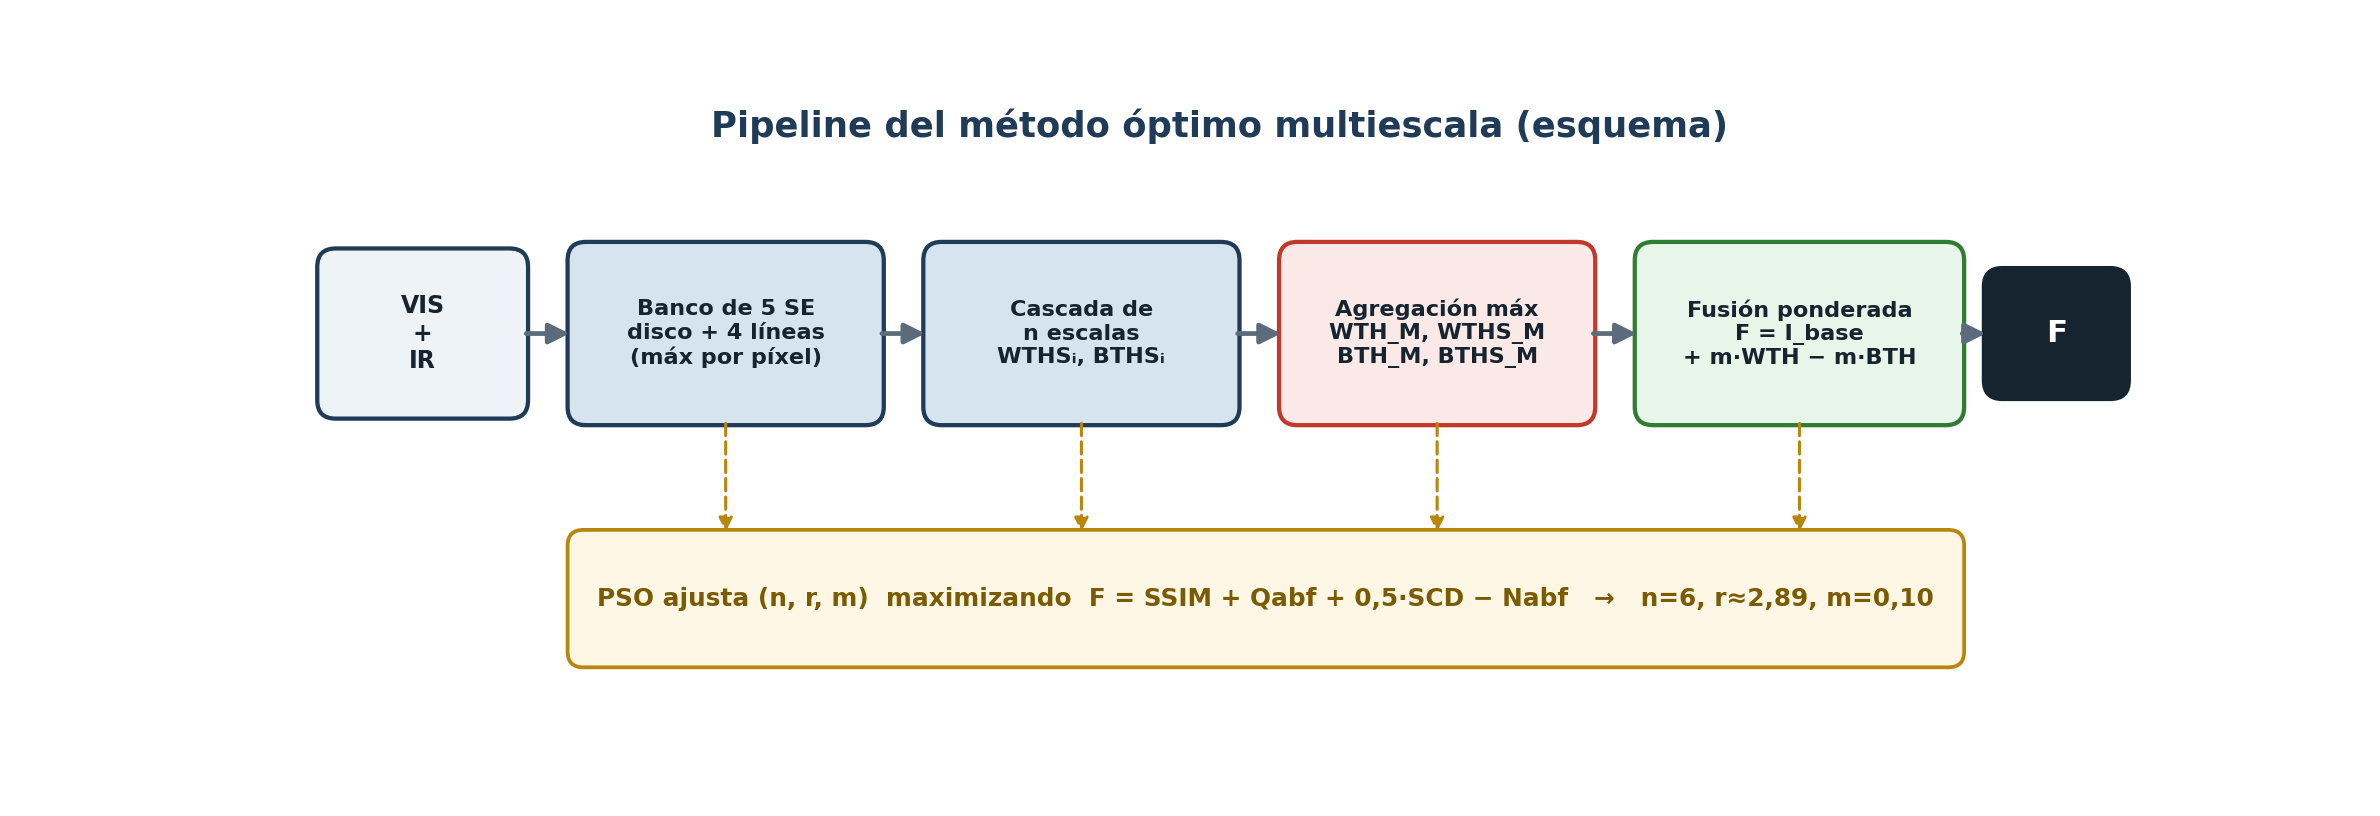 Pipeline del método óptimo multiescala (esquema)
VIS
+
IR
Banco de 5 SE
disco + 4 líneas
(máx por píxel)
Cascada de
n escalas
WTHSᵢ, BTHSᵢ
Agregación máx
WTH_M, WTHS_M
BTH_M, BTHS_M
Fusión ponderada
F = I_base
+ m·WTH − m·BTH
F
PSO ajusta (n, r, m)  maximizando  F = SSIM + Qabf + 0,5·SCD − Nabf   →   n=6, r≈2,89, m=0,10